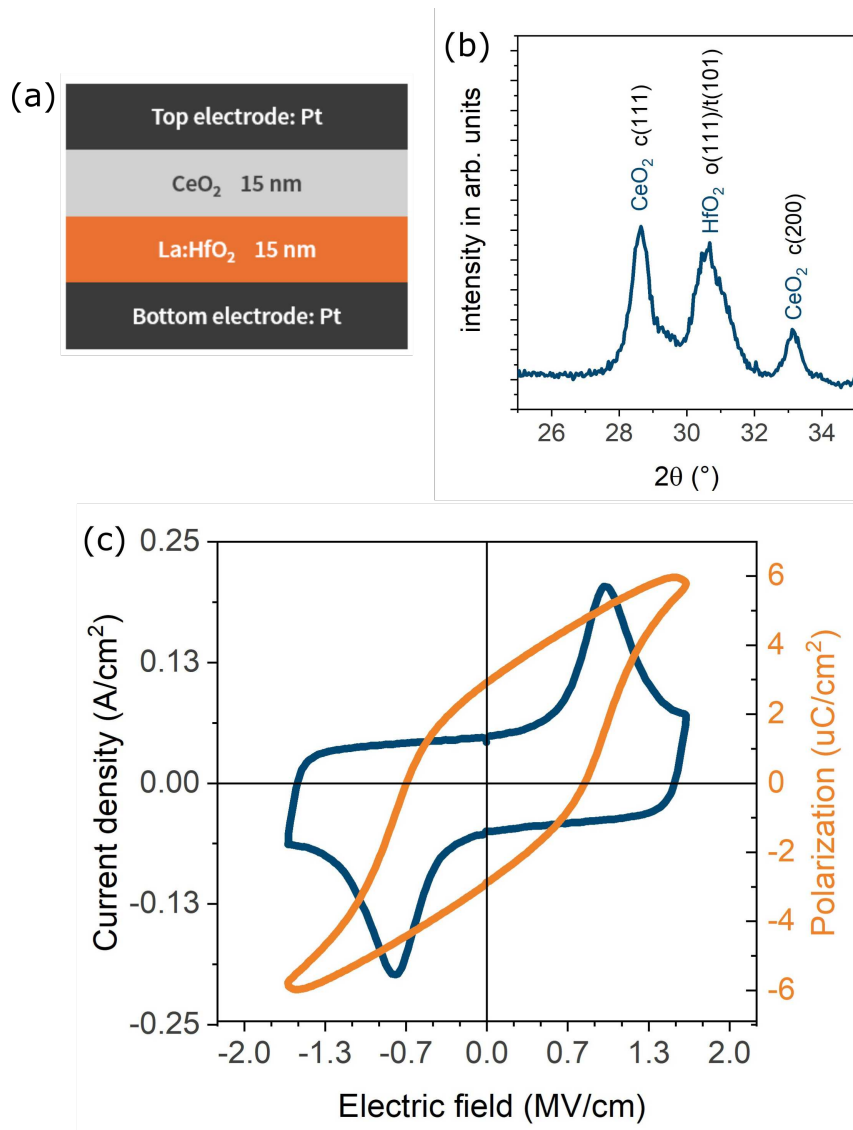 (a)
Top electrode: Pt
CeO₂ 15 nm
La:HfO₂ 15 nm
Bottom electrode: Pt
(b)
intensity in arb. units
CeO₂ c(111)
HfO₂ o(111)/t(101)
CeO₂ c(200)
26 28 30 32 34
2θ (°)
(c)
Current density (A/cm²)
0.25
0.13
0.00
-0.13
-0.25
-2.0 -1.3 -0.7 0.0 0.7 1.3 2.0
Electric field (MV/cm)
6
4
2
0
-2
-4
-6
Polarization (uC/cm²)